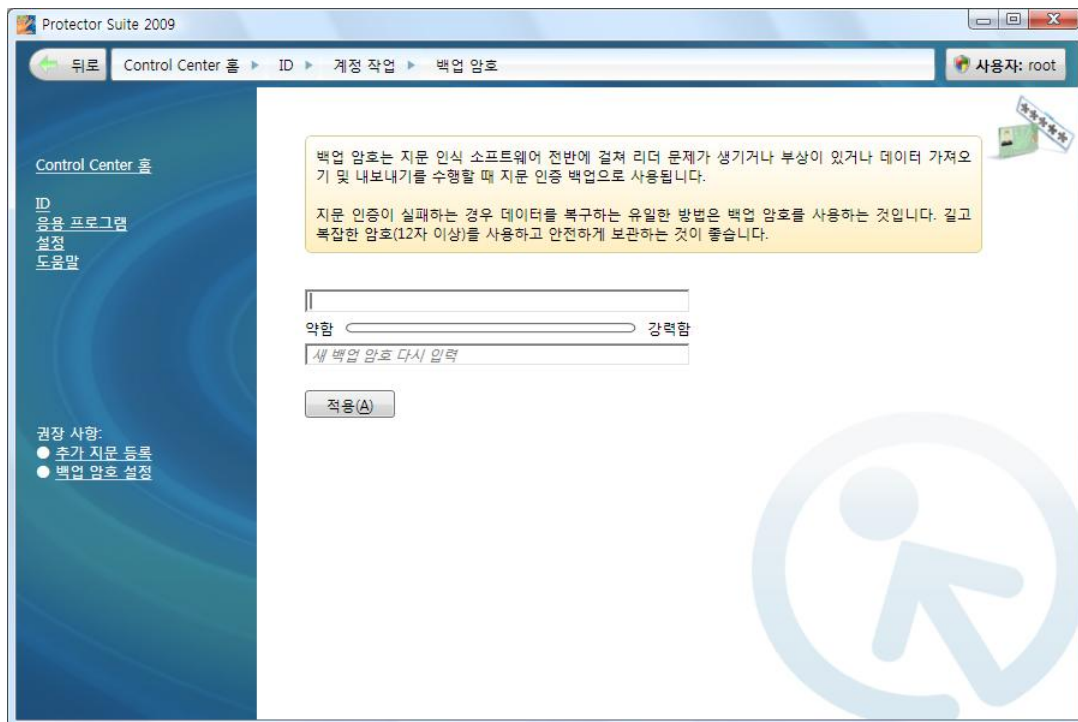 Protector Suite 2009
뒤로 Control Center 홈 ID 계정 작업 백업 암호 사용자: root
Control Center 홈
ID
응용 프로그램
설정
도움말
권장 사항:
추가 지문 등록
백업 암호 설정
*****
백업 암호는 지문 인식 소프트웨어 전반에 걸쳐 리더 문제가 생기거나 부상이 있거나 데이터 가져오
기 및 내보내기를 수행할 때 지문 인증 백업으로 사용됩니다.
지문 인증이 실패하는 경우 데이터를 복구하는 유일한 방법은 백업 암호를 사용하는 것입니다. 길고
복잡한 암호(12자 이상)를 사용하고 안전하게 보관하는 것이 좋습니다.
약함 강력함
새 백업 암호 다시 입력
적용(A)